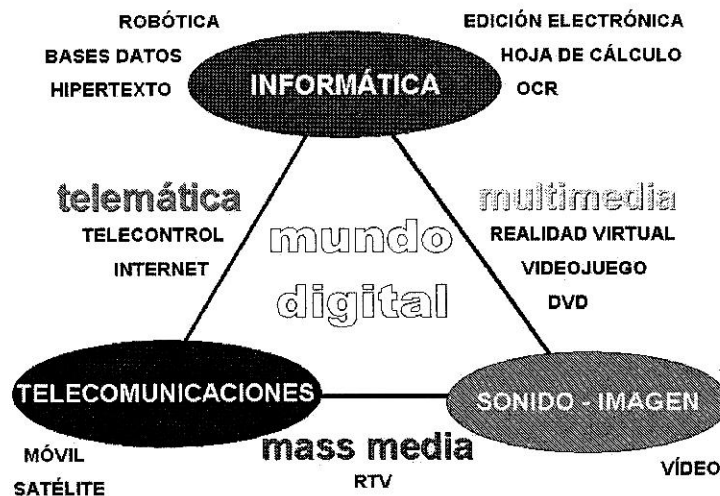 ROBÓTICA
BASES DATOS
HIPERTEXTO
INFORMÁTICA
EDICIÓN ELECTRÓNICA
HOJA DE CÁLCULO
OCR
telemática
TELECONTROL
INTERNET
mundo
digital
multimedia
REALIDAD VIRTUAL
VIDEOJUEGO
DVD
TELECOMUNICACIONES
MÓVIL
SATÉLITE
mass media
RTV
SONIDO - IMAGEN
VÍDEO